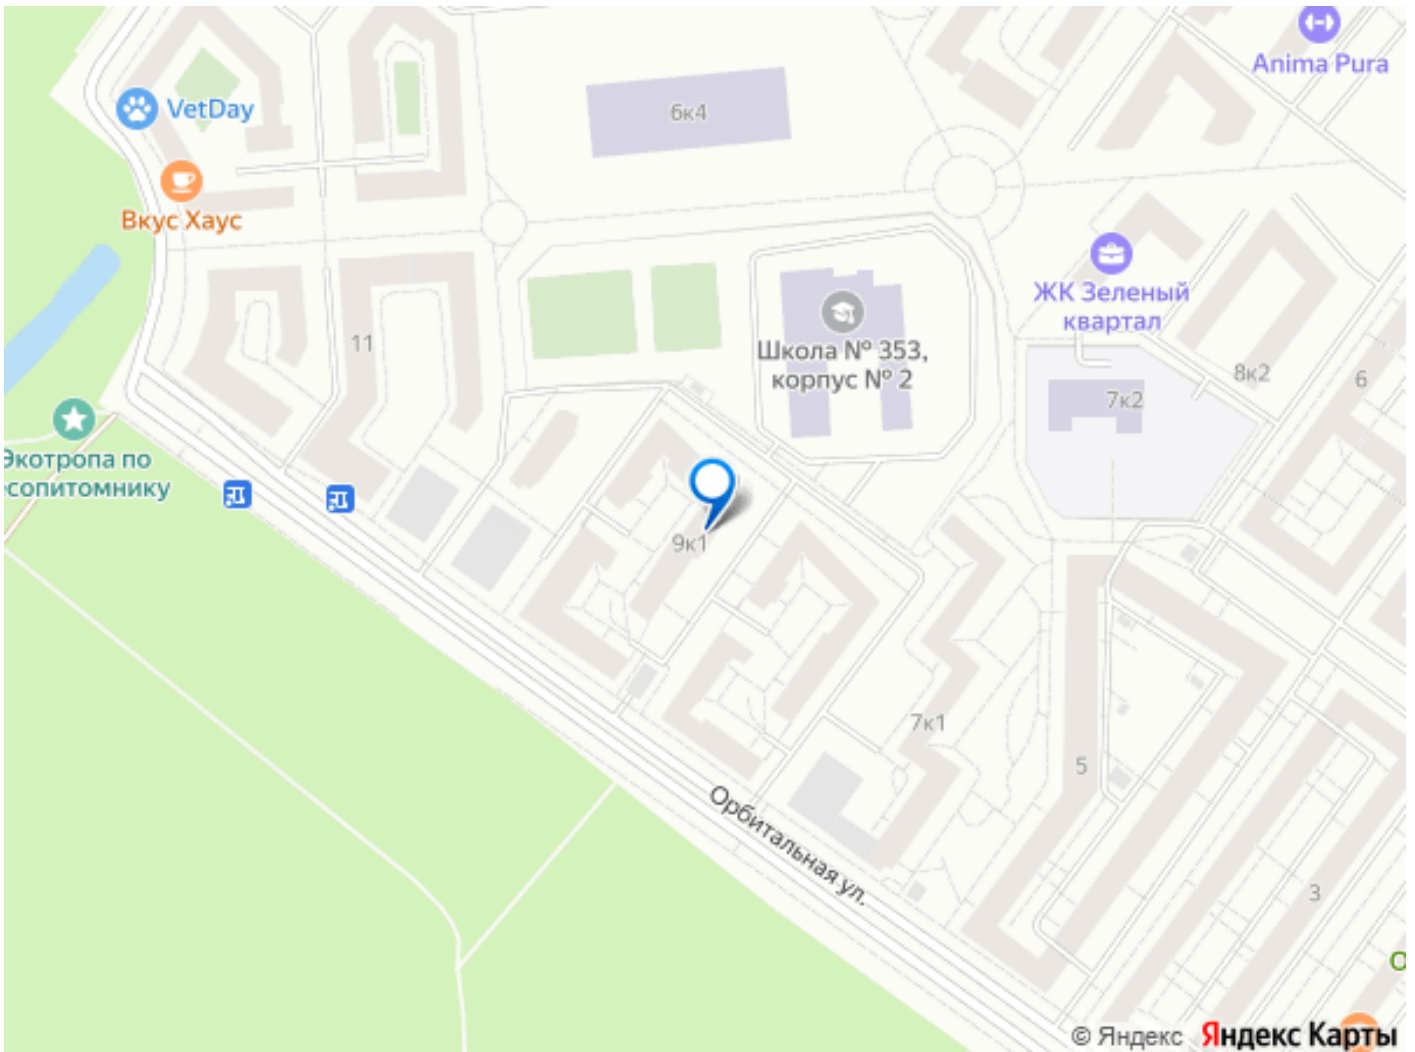 Anima Pura
VetDay
6к4
Вкус Хаус
ЖК Зеленый
квартал
11
Школа № 353,
корпус № 2
8к2
6
7к2
Экотропа по
есопитомнику
9к1
7к1
5
Орбитальная ул.
3
О
© Яндекс Яндекс Карты